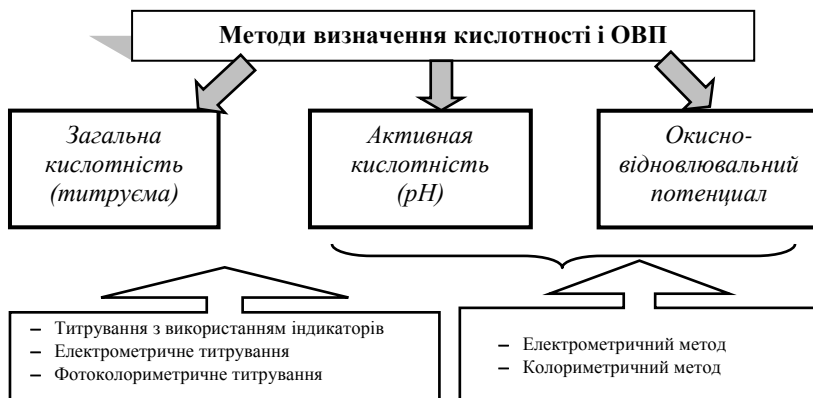 Методи визначення кислотності і ОВП
Загальна
кислотність
(титруєма)
Активная
кислотність
(рН)
Окисно-
відновлювальний
потенциал
– Титрування з використанням індикаторів
– Електрометричне титрування
– Фотоколориметричне титрування
– Електрометричний метод
– Колориметричний метод